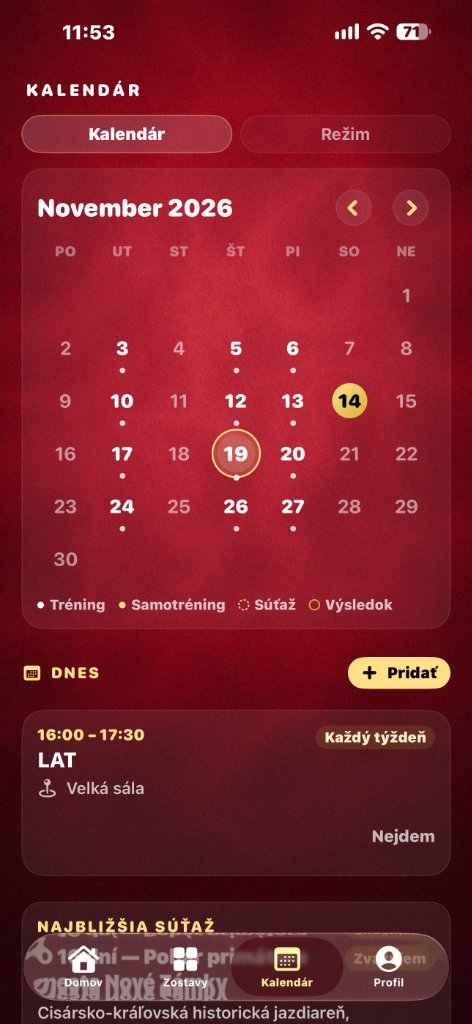 11:53
71
KALENDÁR
Kalendár
Režim
November 2026
PO UT ST ŠT PI SO NE
1
2 3 4 5 6 7 8
9 10 11 12 13 14 15
16 17 18 19 20 21 22
23 24 25 26 27 28 29
30
Tréning Samotréning Súťaž Výsledok
DNES
+ Pridať
16:00 – 17:30
Každý týždeň
LAT
Velká sála
Nejdem
NAJBLIŽŠIA SÚŤAŽ
mesta Nové Zámky
Domov
Zostavy
Kalendár
Profil
Cisársko-kráľovská historická jazdiareň,